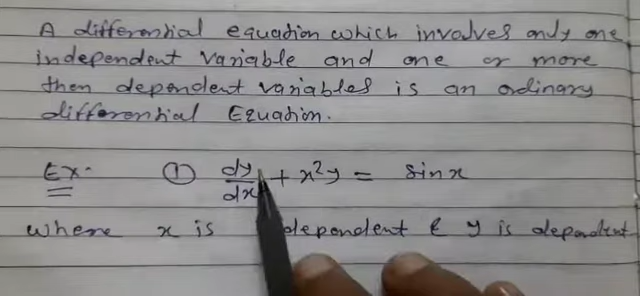 A differential equation which involves only one
independent variable and one or more
then dependent variables is an ordinary
differential Equation.
Ex. ① dy/dx + x²y = sinx
where x is dependent & y is dependent